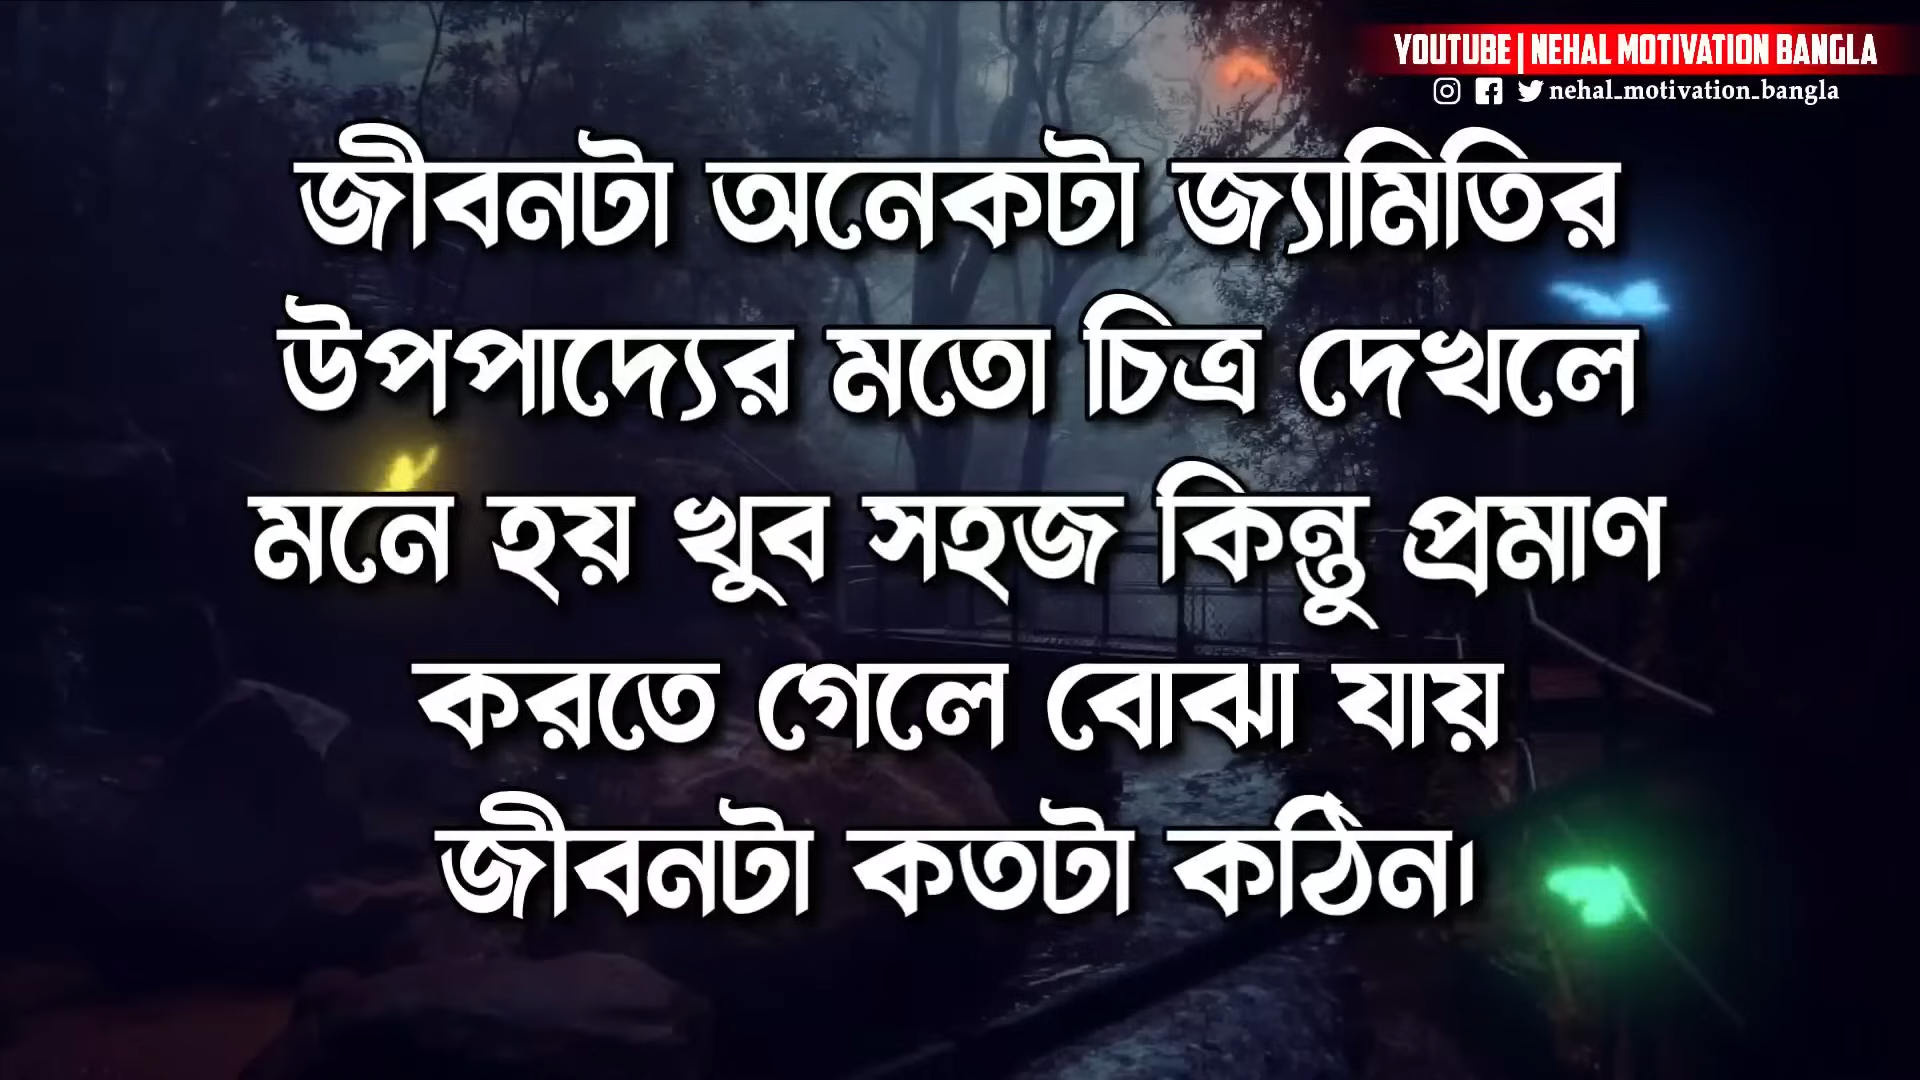 YOUTUBE | NEHAL MOTIVATION BANGLA
nehal_motivation_bangla
জীবনটা অনেকটা জ্যামিতির
উপপাদ্যের মতো চিত্র দেখলে
মনে হয় খুব সহজ কিন্তু প্রমাণ
করতে গেলে বোঝা যায়
জীবনটা কতটা কঠিন।